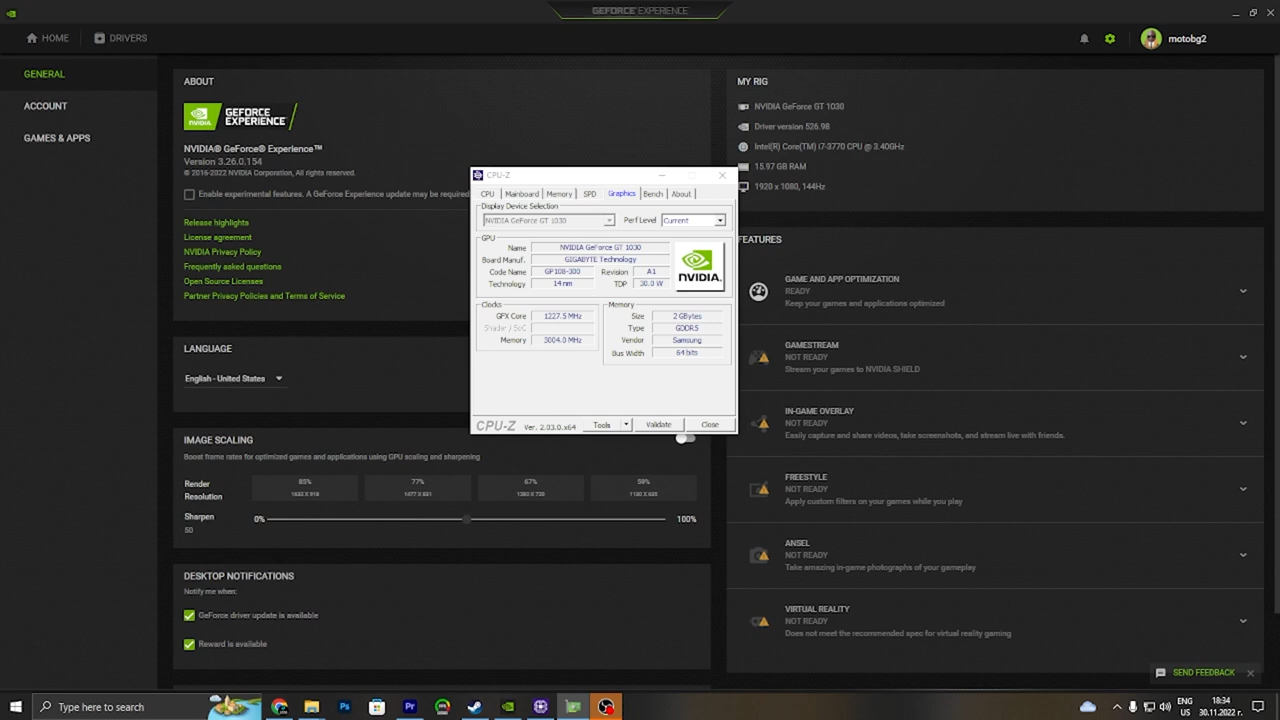 GEFORCE EXPERIENCE
HOME
DRIVERS
motobg2
GENERAL
ACCOUNT
GAMES & APPS
ABOUT
NVIDIA
GEFORCE
EXPERIENCE
NVIDIA® GeForce® Experience™
Version 3.26.0.154
© 2016-2022 NVIDIA Corporation, All rights reserved.
Enable experimental features. A GeForce Experience update may be required
Release highlights
License agreement
NVIDIA Privacy Policy
Frequently asked questions
Open Source Licenses
Partner Privacy Policies and Terms of Service
LANGUAGE
English - United States
IMAGE SCALING
Boost frame rates for optimized games and applications using GPU scaling and sharpening
Render
Resolution
85%
1632 X 918
77%
1477 X 831
67%
1280 X 720
59%
1130 X 635
Sharpen
50
0%
100%
DESKTOP NOTIFICATIONS
Notify me when:
GeForce driver update is available
Reward is available
CPU-Z
CPU Mainboard Memory SPD Graphics Bench About
Display Device Selection
NVIDIA GeForce GT 1030
Perf Level Current
GPU
Name NVIDIA GeForce GT 1030
Board Manuf. GIGABYTE Technology
Code Name GP108-300 Revision A1
Technology 14 nm TDP 30.0 W
NVIDIA.
Clocks
GFX Core 1227.5 MHz
Shader / SoC
Memory 3004.0 MHz
Memory
Size 2 GBytes
Type GDDR5
Vendor Samsung
Bus Width 64 bits
CPU-Z Ver. 2.03.0.x64 Tools Validate Close
MY RIG
NVIDIA GeForce GT 1030
Driver version 526.98
Intel(R) Core(TM) i7-3770 CPU @ 3.40GHz
15.97 GB RAM
1920 x 1080, 144Hz
FEATURES
GAME AND APP OPTIMIZATION
READY
Keep your games and applications optimized
GAMESTREAM
NOT READY
Stream your games to NVIDIA SHIELD
IN-GAME OVERLAY
NOT READY
Easily capture and share videos, take screenshots, and stream live with friends.
FREESTYLE
NOT READY
Apply custom filters on your games while you play
ANSEL
NOT READY
Take amazing in-game photographs of your gameplay
VIRTUAL REALITY
NOT READY
Does not meet the recommended spec for virtual reality gaming
SEND FEEDBACK
Type here to search
Ps
Pr
ENG
US
18:34
30.11.2022 г.